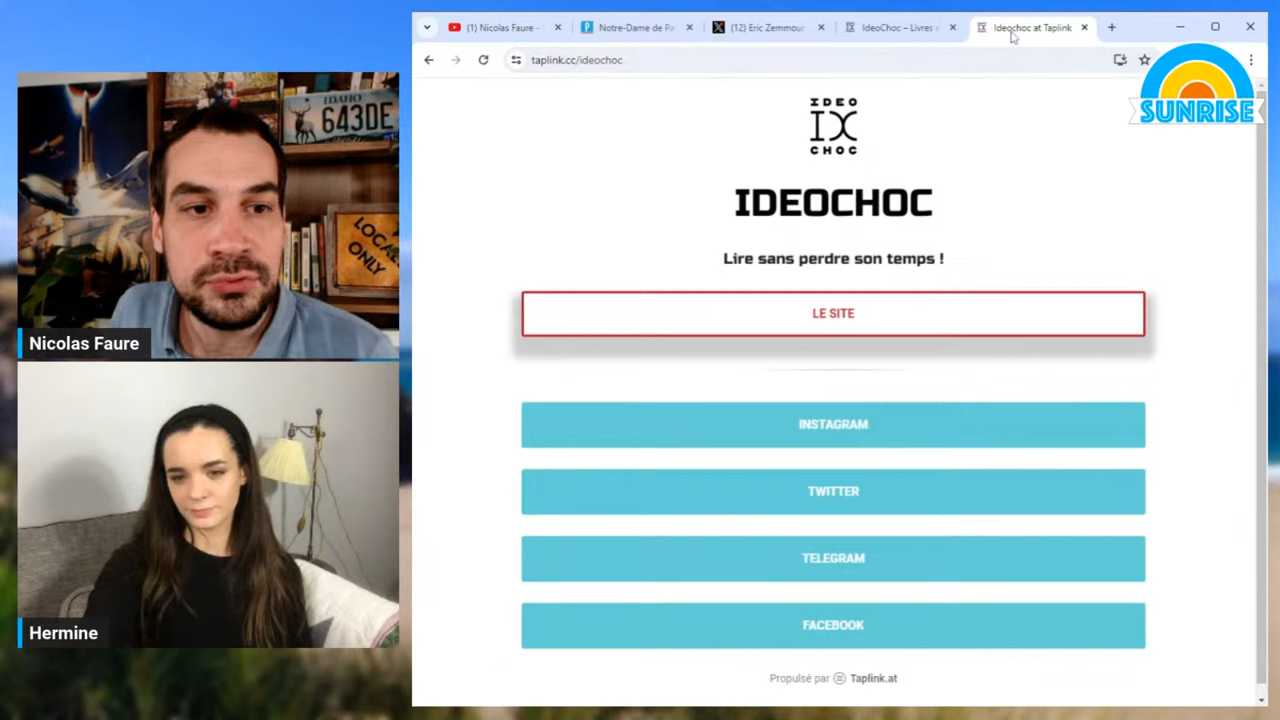 (1) Nicolas Faure -
Notre-Dame de Pa
(12) Eric Zemmour
IdeoChoc – Livres
Ideochoc at Taplink
taplink.cc/ideochoc
SUNRISE
IDAHO
643DE
LOCAL
ONLY
Nicolas Faure
Hermine
IDEO
IX
CHOC
IDEOCHOC
Lire sans perdre son temps !
LE SITE
INSTAGRAM
TWITTER
TELEGRAM
FACEBOOK
Propulsé par Taplink.at